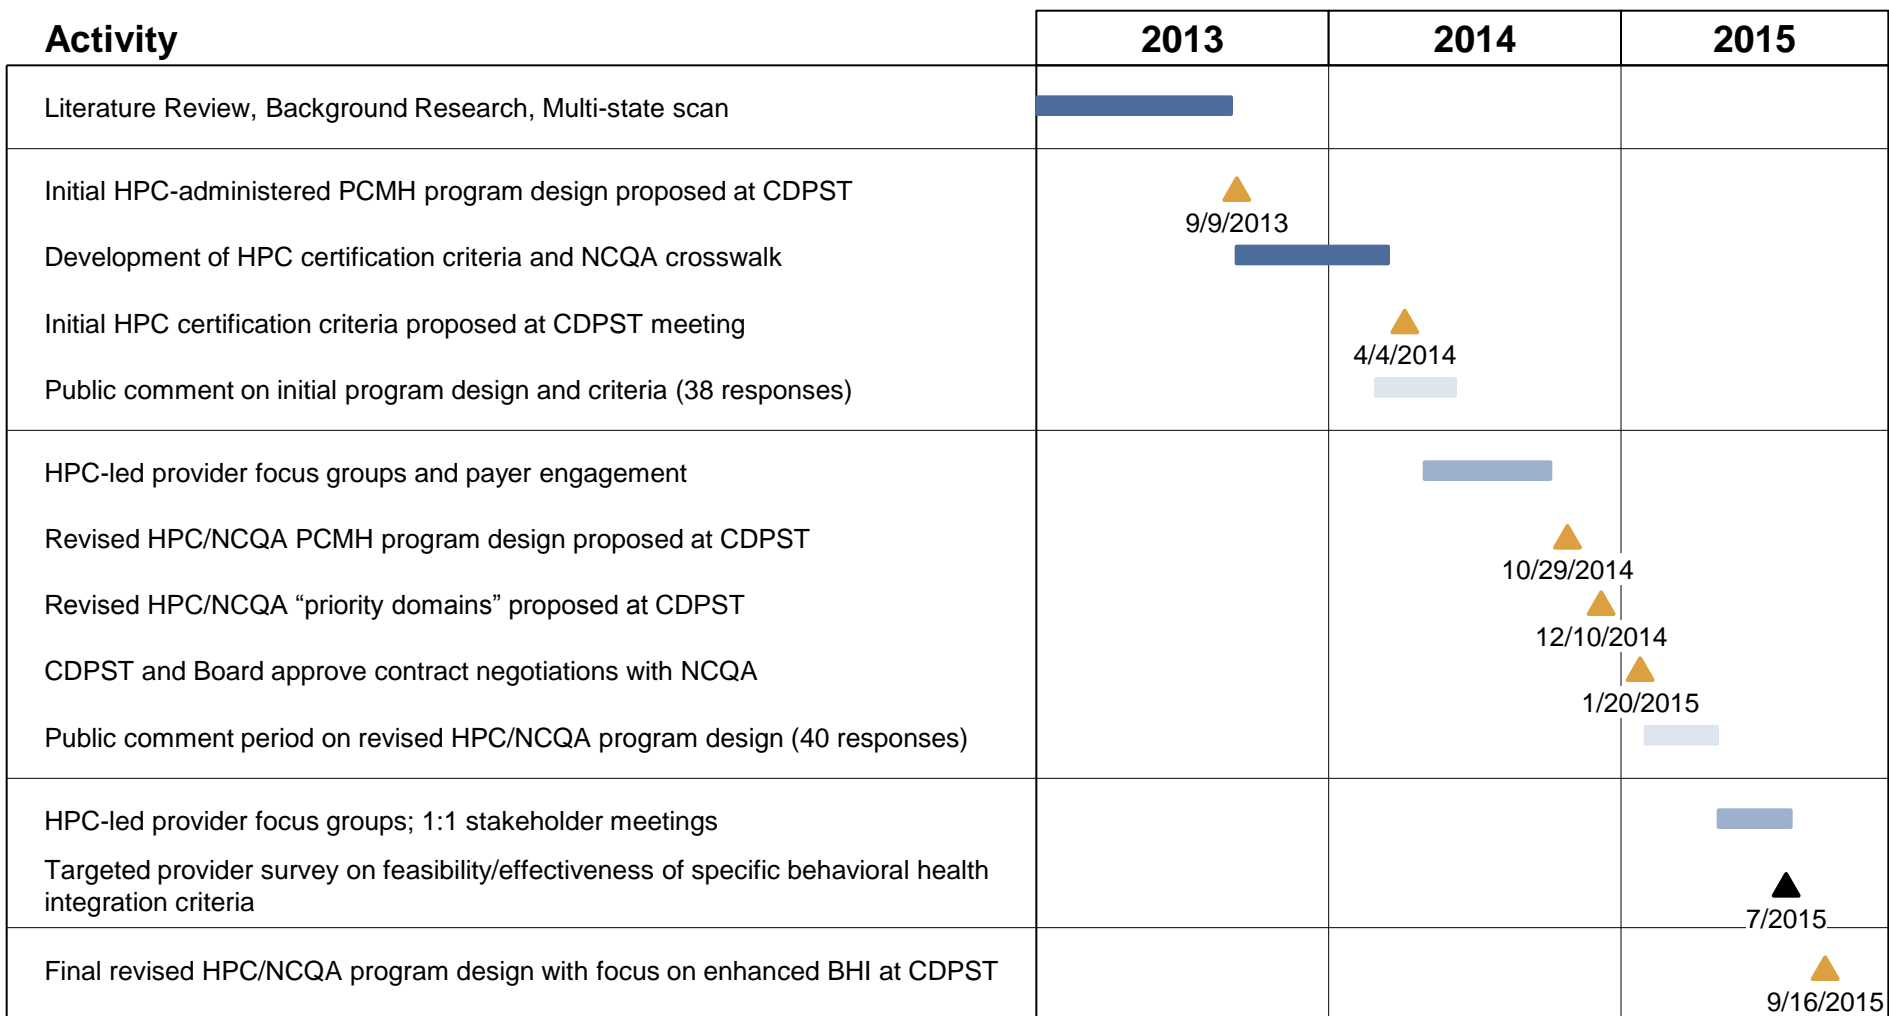 Activity 2013 2014 2015
Literature Review, Background Research, Multi-state scan
Initial HPC-administered PCMH program design proposed at CDPST
9/9/2013
Development of HPC certification criteria and NCQA crosswalk
Initial HPC certification criteria proposed at CDPST meeting
4/4/2014
Public comment on initial program design and criteria (38 responses)
HPC-led provider focus groups and payer engagement
Revised HPC/NCQA PCMH program design proposed at CDPST
10/29/2014
Revised HPC/NCQA “priority domains” proposed at CDPST
12/10/2014
CDPST and Board approve contract negotiations with NCQA
1/20/2015
Public comment period on revised HPC/NCQA program design (40 responses)
HPC-led provider focus groups; 1:1 stakeholder meetings
Targeted provider survey on feasibility/effectiveness of specific behavioral health
integration criteria
7/2015
Final revised HPC/NCQA program design with focus on enhanced BHI at CDPST
9/16/2015